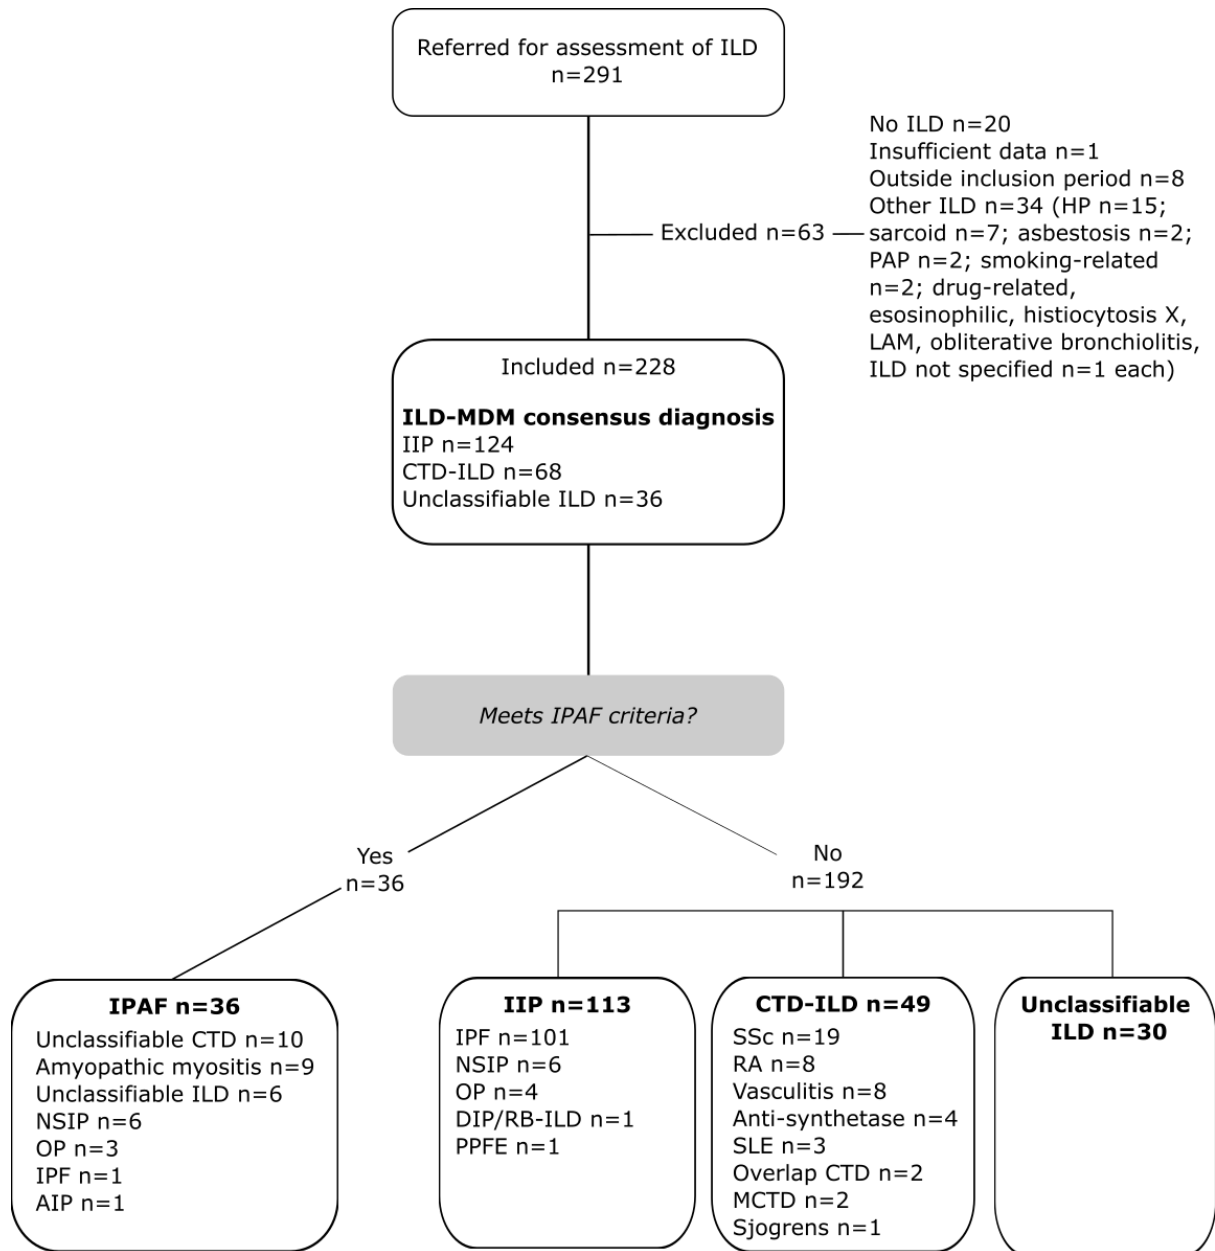 Referred for assessment of ILD
n=291
No ILD n=20
Insufficient data n=1
Outside inclusion period n=8
Other ILD n=34 (HP n=15;
sarcoid n=7; asbestosis n=2;
PAP n=2; smoking-related
n=2; drug-related,
esosinophilic, histiocytosis X,
LAM, obliterative bronchiolitis,
ILD not specified n=1 each)
Excluded n=63
Included n=228
ILD-MDM consensus diagnosis
IIP n=124
CTD-ILD n=68
Unclassifiable ILD n=36
Meets IPAF criteria?
Yes
n=36
No
n=192
IPAF n=36
Unclassifiable CTD n=10
Amyopathic myositis n=9
Unclassifiable ILD n=6
NSIP n=6
OP n=3
IPF n=1
AIP n=1
IIP n=113
IPF n=101
NSIP n=6
OP n=4
DIP/RB-ILD n=1
PPFE n=1
CTD-ILD n=49
SSc n=19
RA n=8
Vasculitis n=8
Anti-synthetase n=4
SLE n=3
Overlap CTD n=2
MCTD n=2
Sjogrens n=1
Unclassifiable
ILD n=30